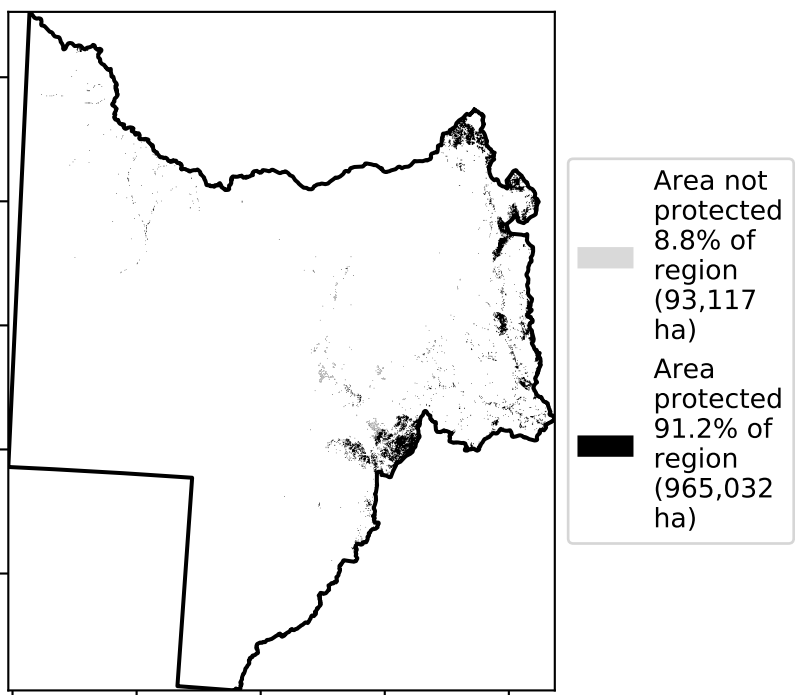 Area not
protected
8.8% of
region
(93,117
ha)
Area
protected
91.2% of
region
(965,032
ha)